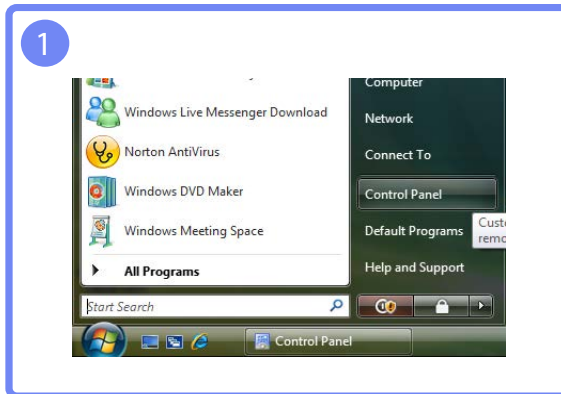 1
Computer
Windows Live Messenger Download
Network
Norton AntiVirus
Connect To
Windows DVD Maker
Control Panel
Windows Meeting Space
Default Programs
All Programs
Help and Support
Start Search
Control Panel